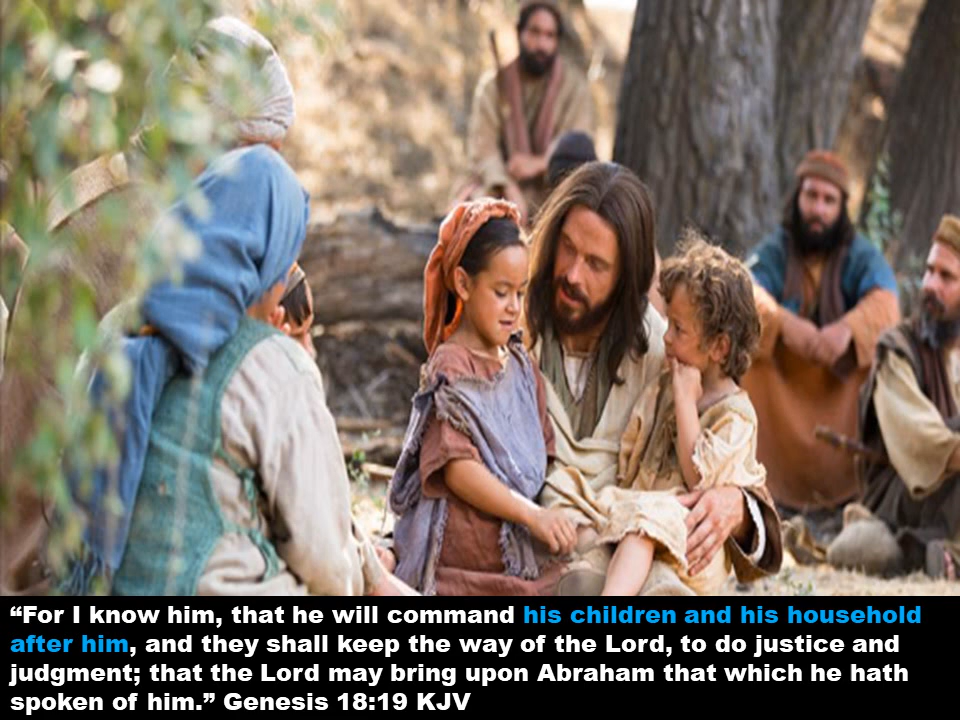 “For I know him, that he will command his children and his household
after him, and they shall keep the way of the Lord, to do justice and
judgment; that the Lord may bring upon Abraham that which he hath
spoken of him.” Genesis 18:19 KJV